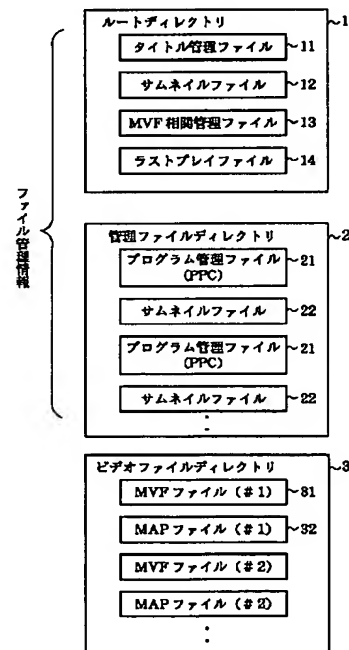 ルートディレクトリ ~1
タイトル管理ファイル ~11
サムネイルファイル ~12
MVF相関管理ファイル ~13
ラストプレイファイル ~14
ファイル管理情報
管理ファイルディレクトリ ~2
プログラム管理ファイル ~21
(PPC)
サムネイルファイル ~22
プログラム管理ファイル ~21
(PPC)
サムネイルファイル ~22
ビデオファイルディレクトリ ~3
MVFファイル(#1) ~31
MAPファイル(#1) ~32
MVFファイル(#2)
MAPファイル(#2)